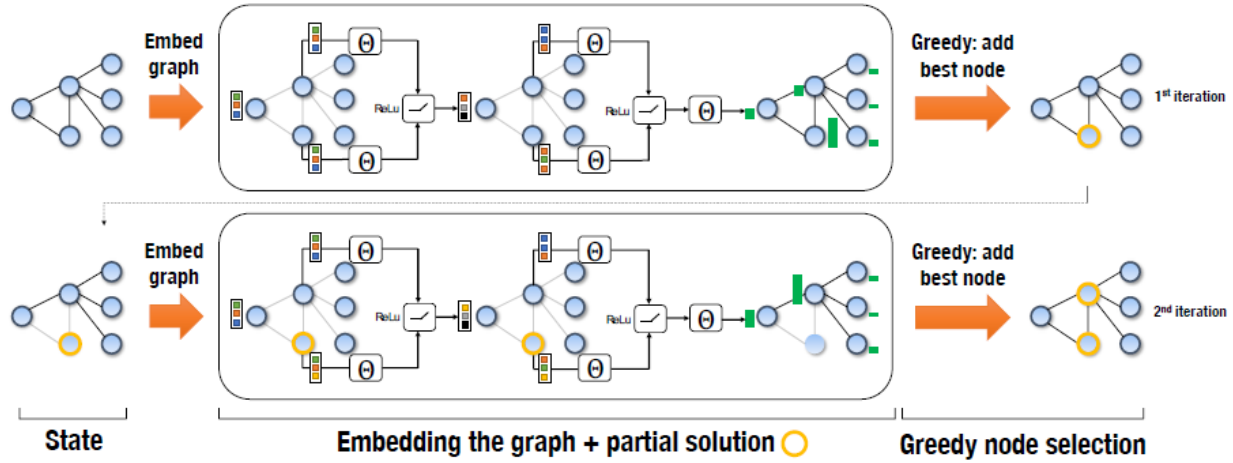 Embed
graph
Θ
ReLu
Θ
Θ
ReLu
Θ
Θ
Greedy: add
best node
1st iteration
Embed
graph
Θ
ReLu
Θ
Θ
ReLu
Θ
Θ
Greedy: add
best node
2nd iteration
State
Embedding the graph + partial solution
Greedy node selection